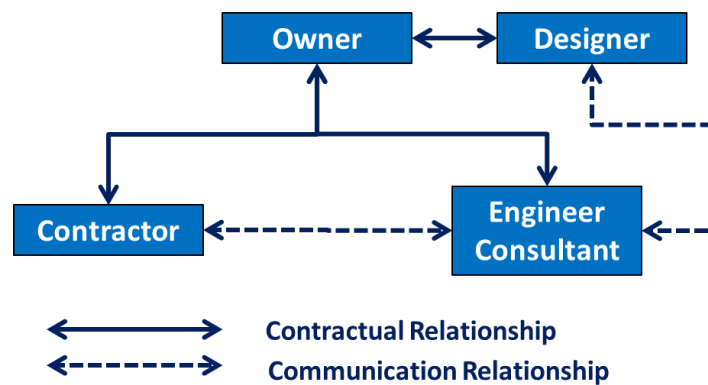 Owner
Designer
Contractor
Engineer
Consultant
Contractual Relationship
Communication Relationship